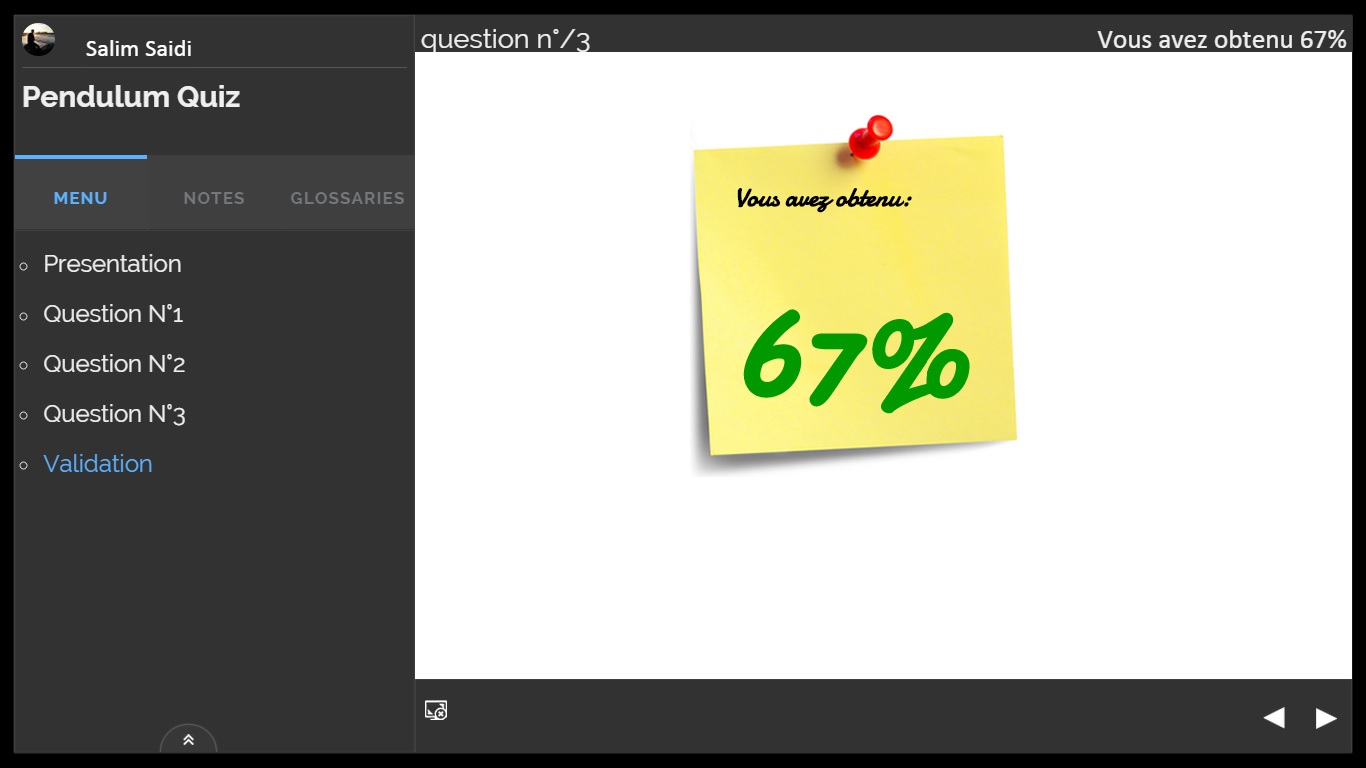 Salim Saidi
Pendulum Quiz
MENU NOTES GLOSSARIES
Presentation
Question N°1
Question N°2
Question N°3
Validation
question n°/3
Vous avez obtenu 67%
Vous avez obtenu:
67%